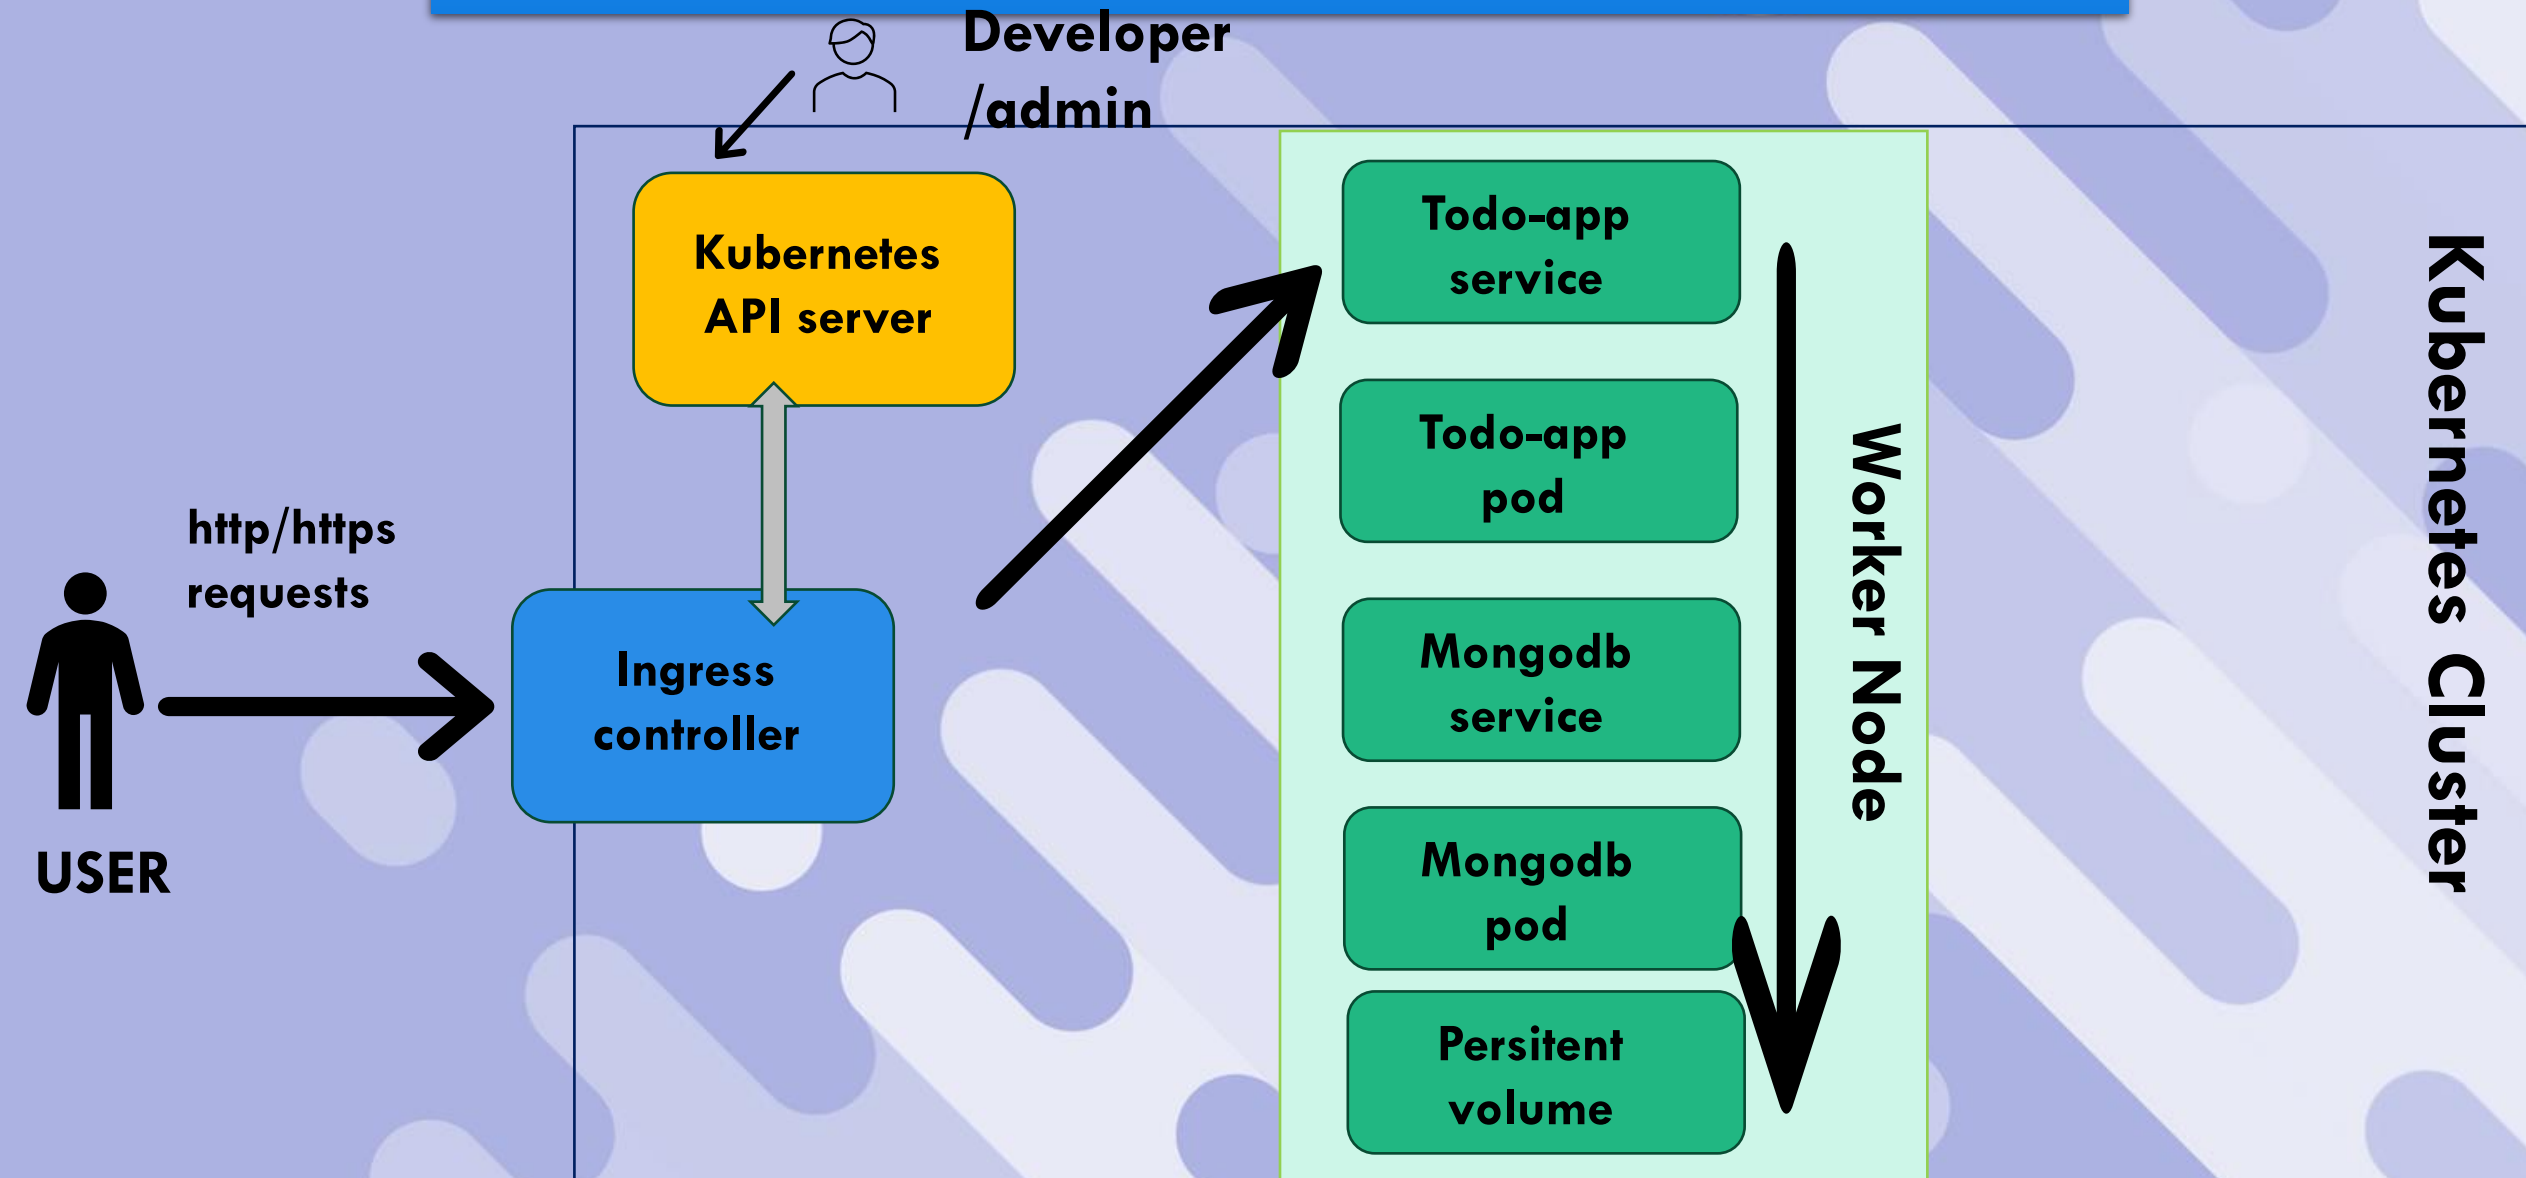 Developer
/admin
Kubernetes
API server
http/https
requests
USER
Ingress
controller
Todo-app
service
Todo-app
pod
Mongodb
service
Mongodb
pod
Persitent
volume
Worker Node
Kubernetes Cluster